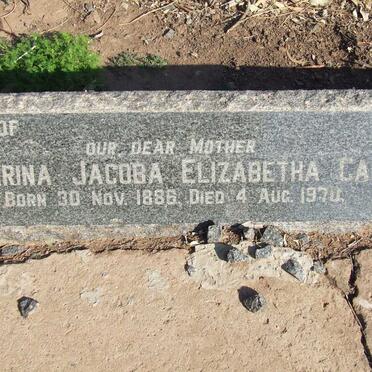 OF
OUR DEAR MOTHER
RINA JACOBA ELIZABETHA CA
BORN 30 NOV. 1886. DIED 4 AUG. 1970.